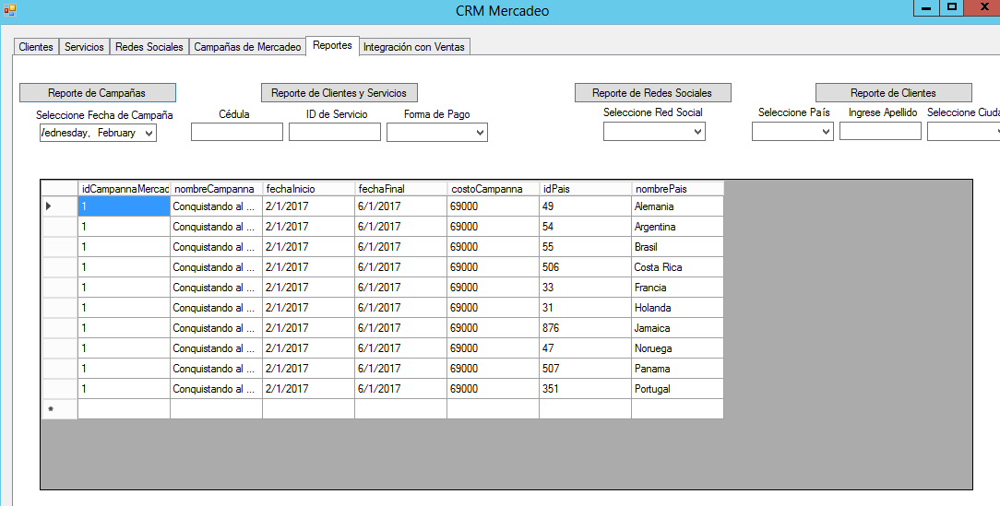 CRM Mercadeo
Clientes Servicios Redes Sociales Campañas de Mercadeo Reportes Integración con Ventas
Reporte de Campañas Reporte de Clientes y Servicios Reporte de Redes Sociales Reporte de Clientes
Seleccione Fecha de Campaña Cédula ID de Servicio Forma de Pago Seleccione Red Social Seleccione País Ingrese Apellido Seleccione Ciuda
Wednesday, February
idCampannaMercad nombreCampanna fechaInicio fechaFinal costoCampanna idPais nombrePais
1 Conquistando al ... 2/1/2017 6/1/2017 69000 49 Alemania
1 Conquistando al ... 2/1/2017 6/1/2017 69000 54 Argentina
1 Conquistando al ... 2/1/2017 6/1/2017 69000 55 Brasil
1 Conquistando al ... 2/1/2017 6/1/2017 69000 506 Costa Rica
1 Conquistando al ... 2/1/2017 6/1/2017 69000 33 Francia
1 Conquistando al ... 2/1/2017 6/1/2017 69000 31 Holanda
1 Conquistando al ... 2/1/2017 6/1/2017 69000 876 Jamaica
1 Conquistando al ... 2/1/2017 6/1/2017 69000 47 Noruega
1 Conquistando al ... 2/1/2017 6/1/2017 69000 507 Panama
1 Conquistando al ... 2/1/2017 6/1/2017 69000 351 Portugal